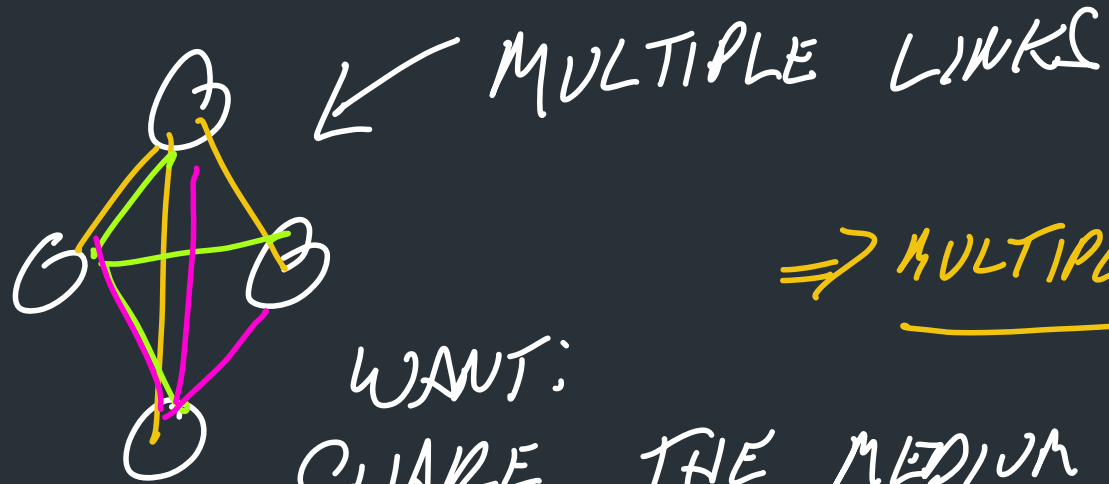 MULTIPLE LINKS
⇒ MULTIPL
WANT:
SHARE THE MEDIUM